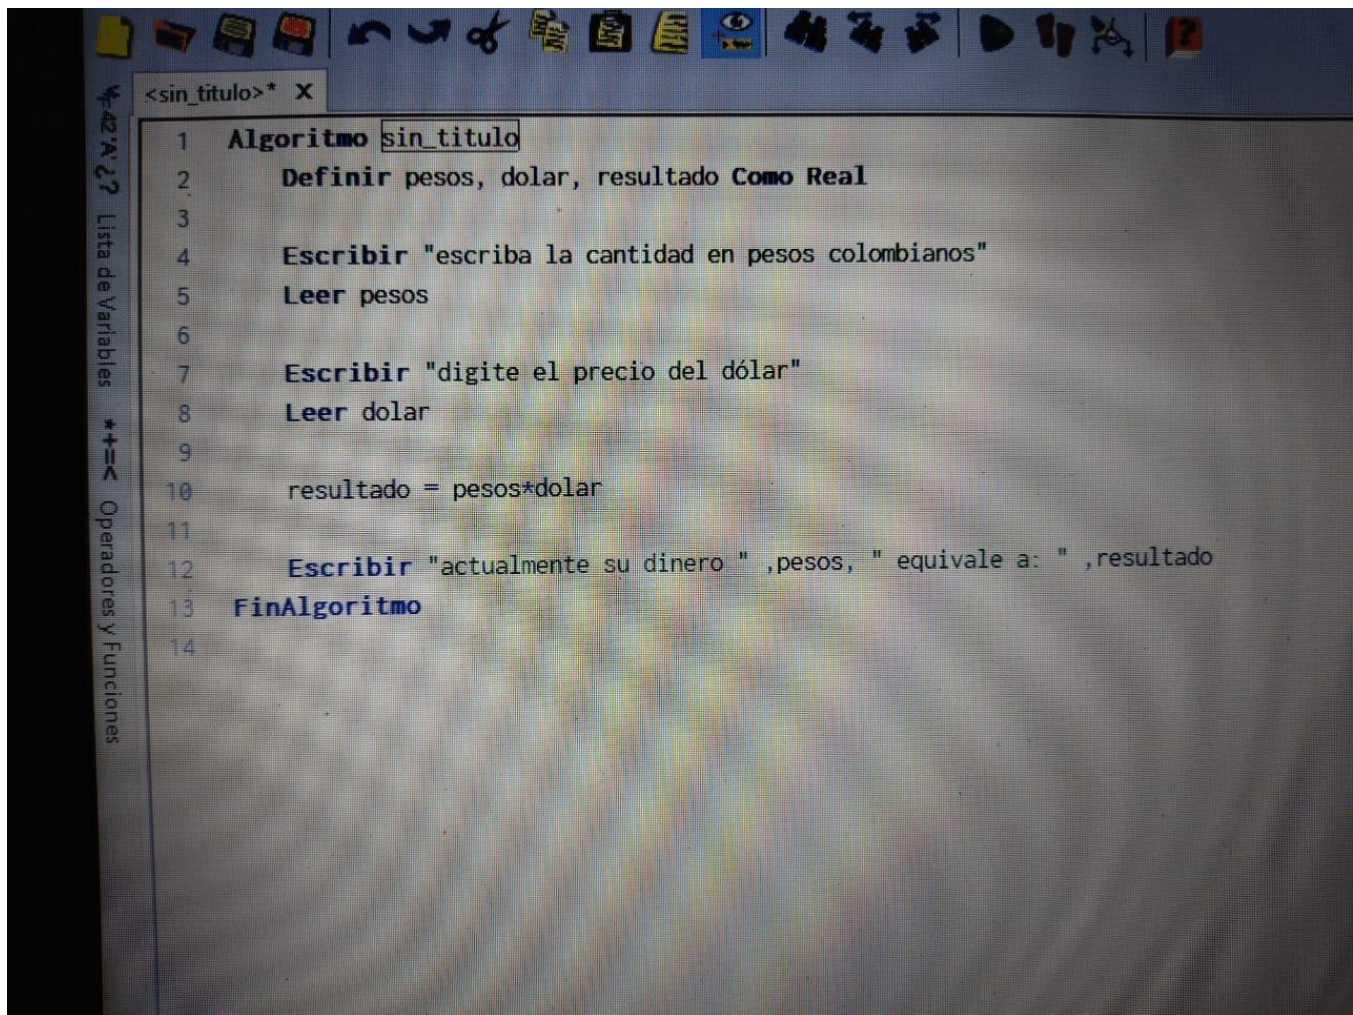 <sin_titulo>* X
1 Algoritmo sin_titulo
2 Definir pesos, dolar, resultado Como Real
3
4 Escribir "escriba la cantidad en pesos colombianos"
5 Leer pesos
6
7 Escribir "digite el precio del dólar"
8 Leer dolar
9
10 resultado = pesos*dolar
11
12 Escribir "actualmente su dinero " ,pesos, " equivale a: " ,resultado
13 FinAlgoritmo
14
42 'A' ¿? Lista de Variables
*+=< Operadores y Funciones